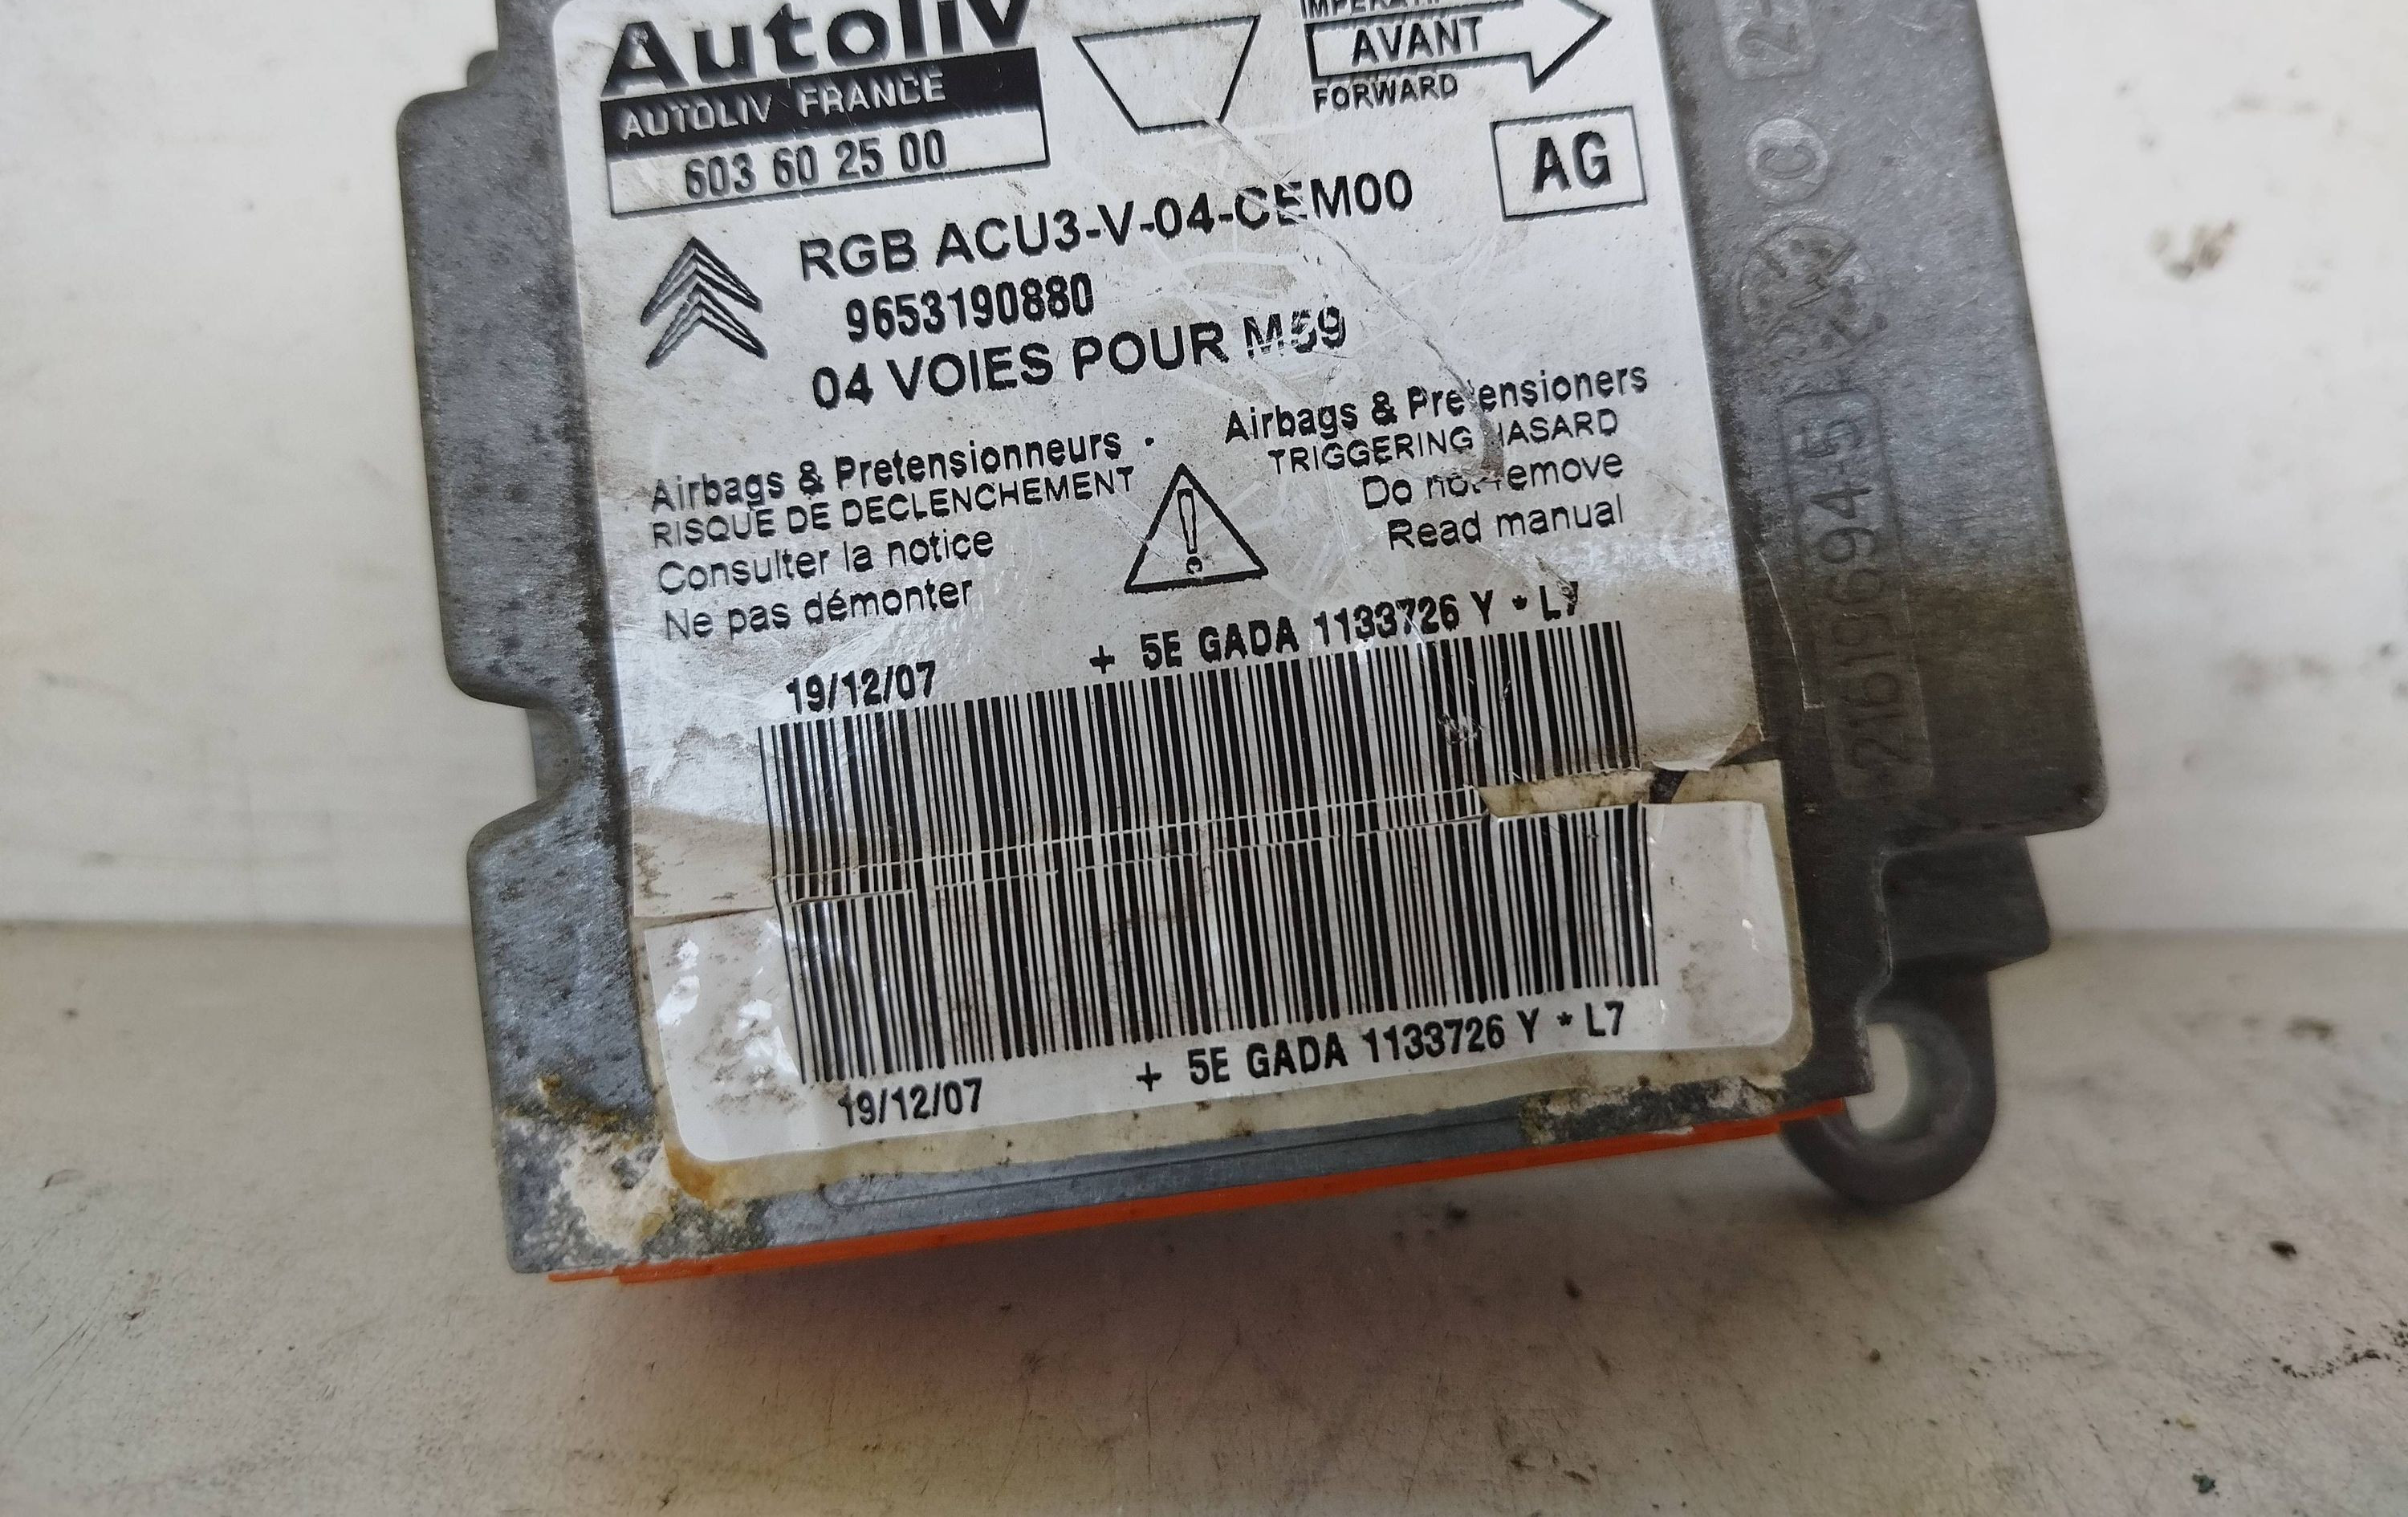 Autoliv
AUTOLIV FRANCE
603 60 25 00
AVANT
FORWARD
AG
RGB ACU3-V-04-CEM00
9653190880
04 VOIES POUR M59
Airbags & Pretensionneurs
RISQUE DE DECLENCHEMENT
Consulter la notice
Ne pas démonter
Airbags & Pretensioners
TRIGGERING HASARD
Do not remove
Read manual
19/12/07
+ 5E GADA 1133726 Y * L7
19/12/07
+ 5E GADA 1133726 Y * L7
C
21619694-5